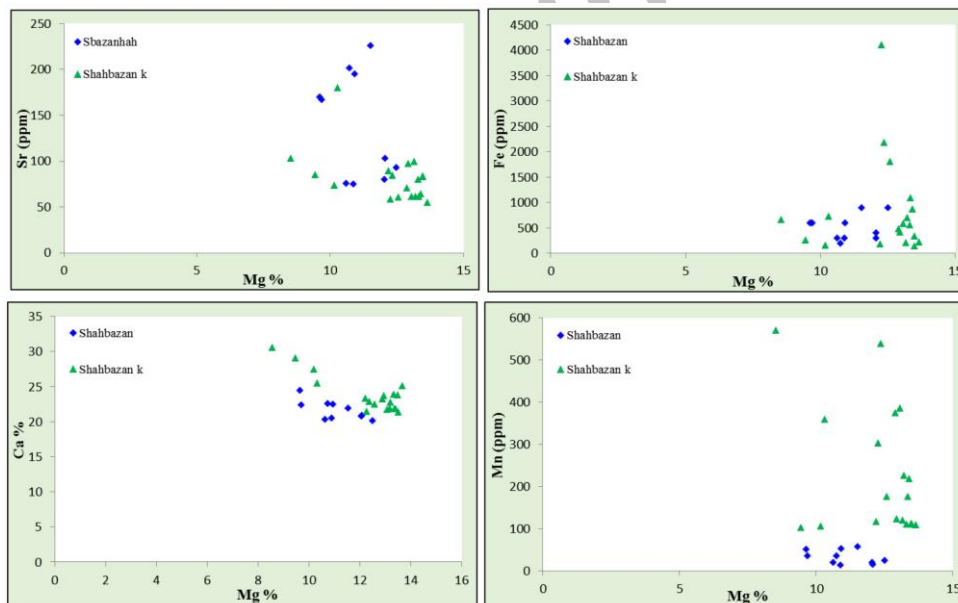 250
200
150
100
50
0
0 5 10 15
Sr (ppm)
Mg %
Sbazanhah
Shahbazan k
4500
4000
3500
3000
2500
2000
1500
1000
500
0
0 5 10 15
Fe (ppm)
Mg %
Shahbazan
Shahbazan k
35
30
25
20
15
10
5
0
0 2 4 6 8 10 12 14 16
Ca %
Mg %
Shahbazan
Shahbazan k
600
500
400
300
200
100
0
0 5 10 15
Mn (ppm)
Mg %
Shahbazan
Shahbazan k